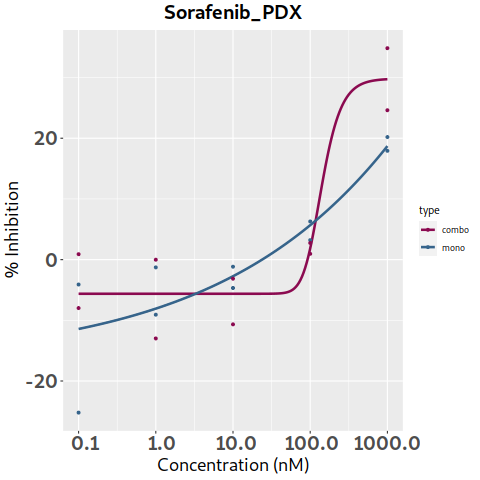 Sorafenib_PDX
% Inhibition
20
0
-20
0.1 1.0 10.0 100.0 1000.0
Concentration (nM)
type
combo
mono